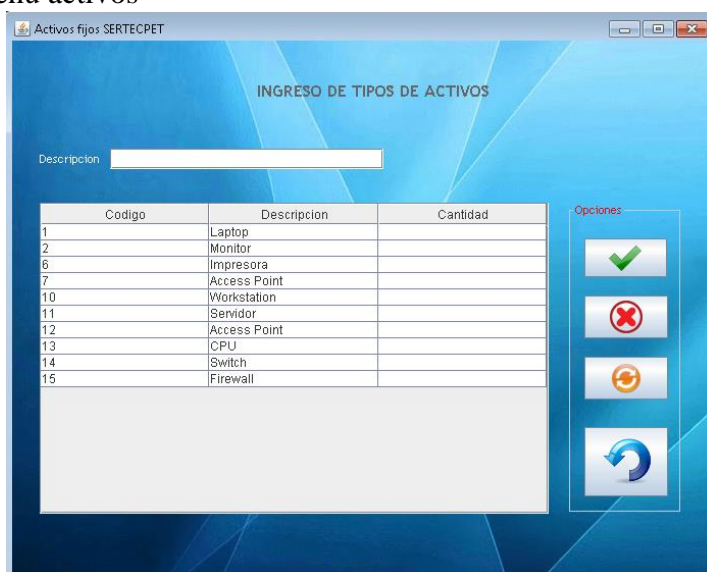 Activos fijos SERTECPET
INGRESO DE TIPOS DE ACTIVOS
Descripcion
Codigo Descripcion Cantidad
1 Laptop
2 Monitor
6 Impresora
7 Access Point
10 Workstation
11 Servidor
12 Access Point
13 CPU
14 Switch
15 Firewall
Opciones